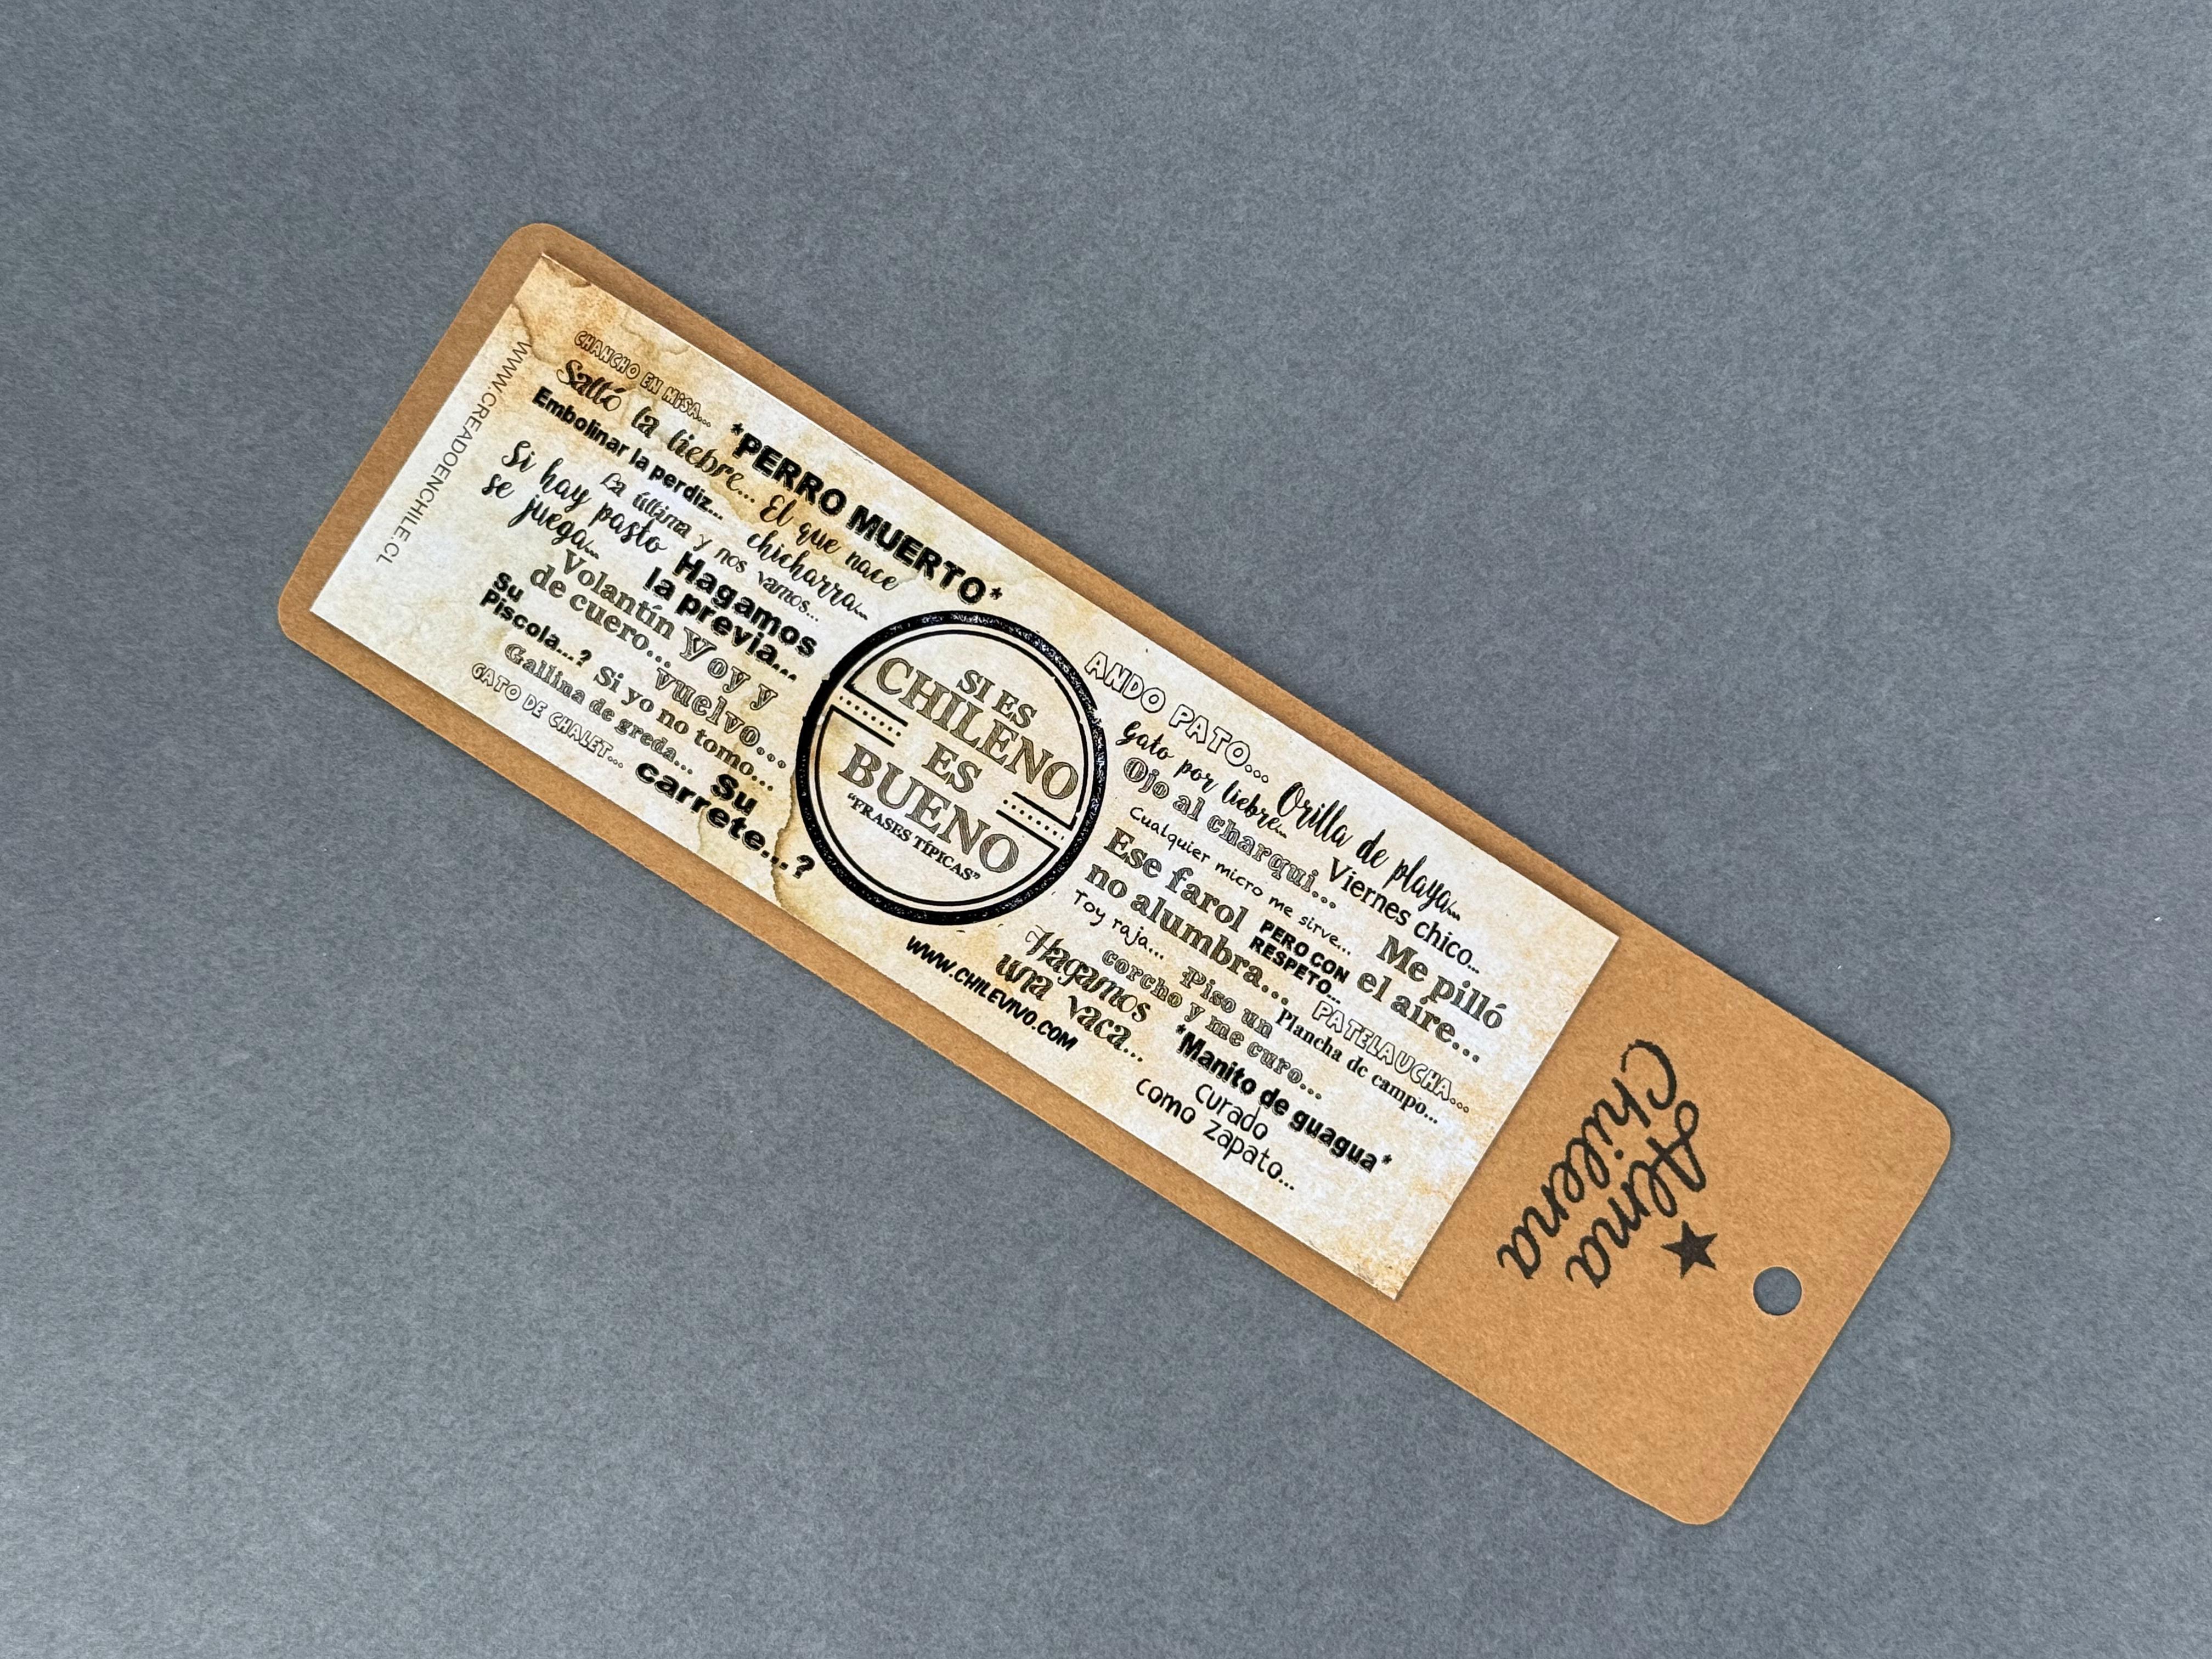 WWW.CREADOENCHILE.CL
CHANCHO EN MISA...
*PERRO MUERTO*
Saltó la liebre...
El que nace
chicharra...
Embolinar la perdiz...
La última y nos vamos...
Si hay pasto
se juega...
Hagamos
la previa...
Volantín
de cuero...
Voy y
vuelvo...
Su
Piscola...?
Si yo no tomo...
Gallina de greda...
GATO DE CHALET...
Su
carrete...?
SI ES
CHILENO
ES
BUENO
"FRASES TÍPICAS"
WWW.CHILEVIVO.COM
ANDO PATO...
Orilla de playa...
Gato por liebre...
Ojo al charqui...
Viernes chico...
Cualquier micro me sirve...
Ese farol
no alumbra...
PERO CON
RESPETO...
Me pilló
el aire...
Toy raja...
PATELAUCHA...
Piso un
corcho y me curo...
Plancha de campo...
Hagamos
una vaca...
*Manito de guagua*
Curado
como zapato...
Alma
Chilena